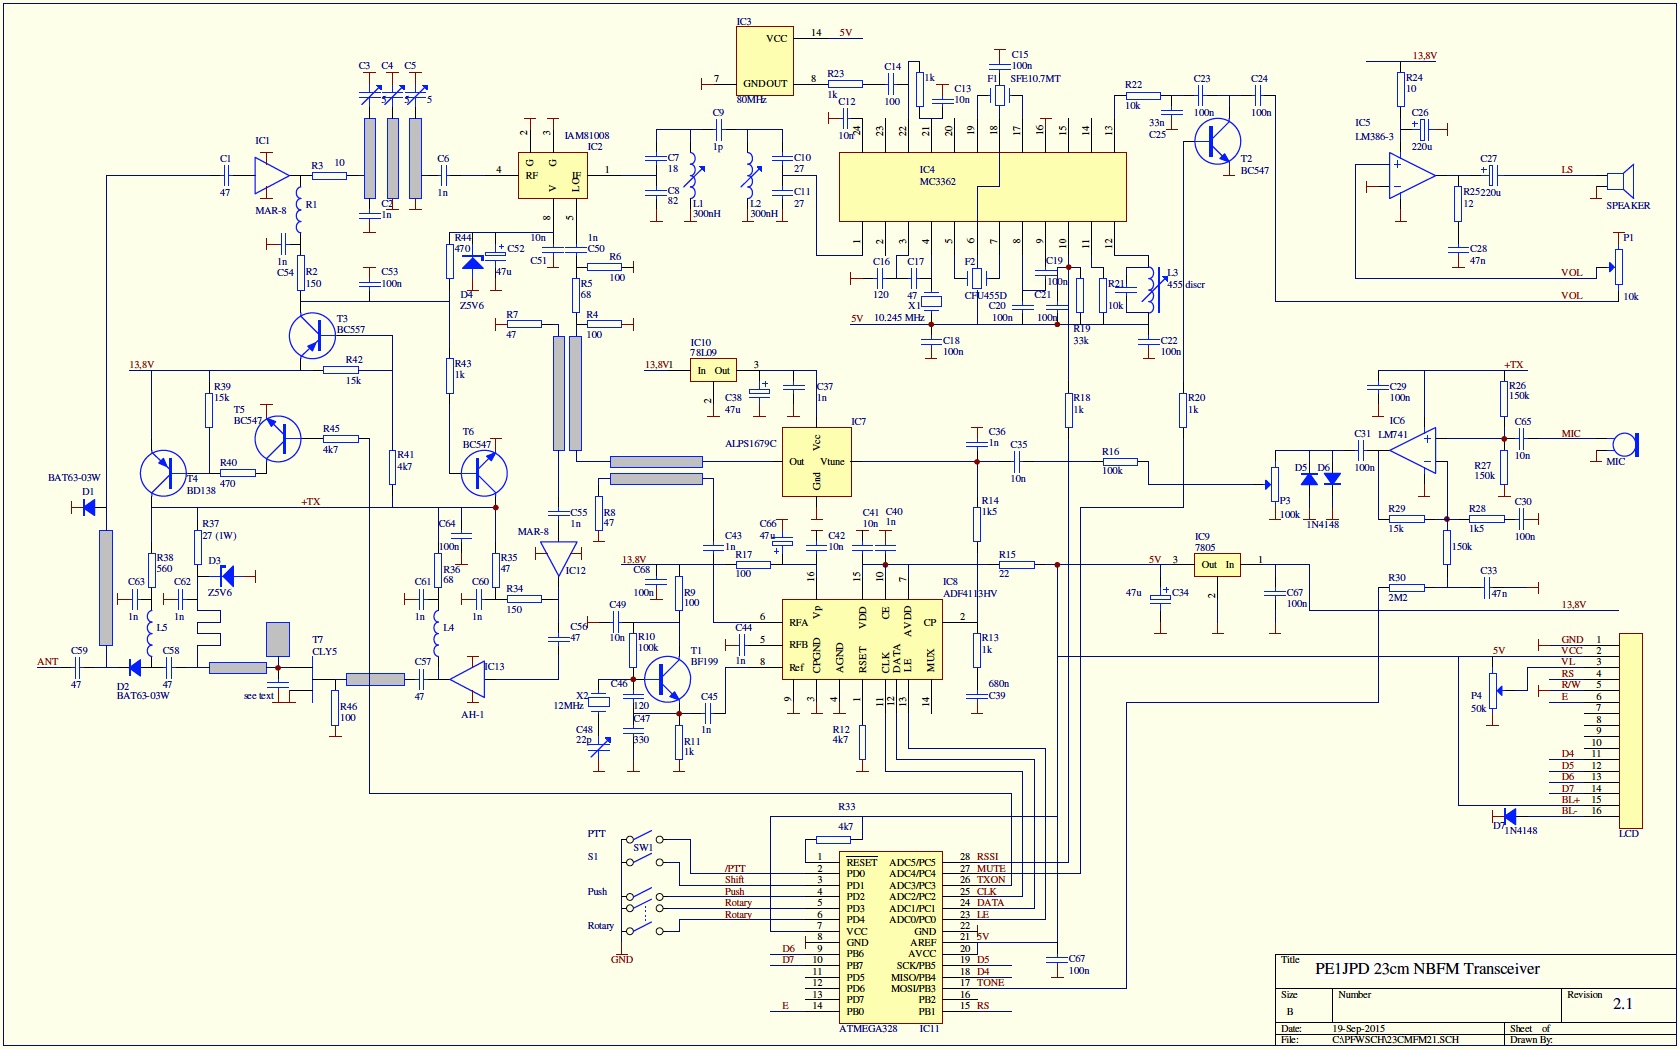 IC3
VCC
14
5V
7
GND
OUT
8
80MHz
R23
1k
C14
100
1k
C13
10n
C12
10n
C15
100n
F1
SFE10.7MT
R22
10k
33n
C25
C23
100n
C24
100n
T2
BC547
13,8V
R24
10
IC5
LM386-3
C26
220u
C27
220u
R25
12
C28
47n
LS
SPEAKER
VOL
VOL
P1
10k
C3
C4
C5
5
5
5
IC1
C1
47
MAR-8
R3
10
R1
C2
1n
C6
1n
1n
C54
R2
150
C53
100n
IAM81008
IC2
2
3
G
G
RF
IF
V
LO
4
1
8
5
C7
18
C8
82
L1
300nH
C9
1p
L2
300nH
C10
27
C11
27
24
23
22
21
20
19
18
17
16
15
14
13
IC4
MC3362
1
2
3
4
5
6
7
8
9
10
11
12
C16
120
C17
47
X1
10.245 MHz
F2
CFU455D
C20
100n
C19
100n
C21
100n
R19
33k
R21
10k
L3
455 discr
5V
C18
100n
C22
100n
R44
470
D4
Z5V6
C52
47u
10n
C51
1n
C50
R6
100
R5
68
R7
47
R4
100
T3
BC557
13,8V
R42
15k
R43
1k
R39
15k
T5
BC547
R45
4k7
R40
470
R41
4k7
T4
BD138
T6
BC547
BAT63-03W
D1
+TX
R37
27 (1W)
D3
Z5V6
R38
560
C63
1n
C62
1n
L5
C64
100n
R36
68
C61
1n
C60
1n
L4
R35
47
R34
150
MAR-8
IC12
C55
1n
R8
47
C56
47
ANT
C59
47
D2
BAT63-03W
C58
47
see text
T7
CLY5
R46
100
C57
47
IC13
AH-1
13,8V
1
IC10
78L09
In
Out
3
2
C38
47u
C37
1n
IC7
ALPS1679C
Vcc
Out
Vtune
Gnd
C36
1n
C35
10n
R16
100k
R18
1k
R20
1k
R14
1k5
R15
22
C43
1n
C66
47u
C42
10n
C41
10n
C40
1n
13.8V
R17
100
C68
100n
R9
100
C49
10n
R10
100k
T1
BF199
C44
1n
C46
120
C47
330
C45
1n
X2
12MHz
C48
22p
R11
1k
IC8
ADF4113HV
16
15
10
7
Vp
VDD
CE
AVDD
6
RFA
CP
2
5
RFB
8
Ref
CPGND
AGND
RSET
CLK
DATA
LE
MUX
9
3
4
1
11
12
13
14
R12
4k7
R13
1k
680n
C39
+TX
C29
100n
R26
150k
IC6
LM741
C65
10n
MIC
MIC
R27
150k
C31
100n
D5
D6
1N4148
P3
100k
R29
15k
R28
1k5
C30
100n
150k
R30
2M2
C33
47n
IC9
7805
5V
3
Out
In
1
2
47u
C34
C67
100n
13,8V
GND
1
VCC
2
VL
3
RS
4
R/W
5
E
6
7
8
9
10
D4
11
D5
12
D6
13
D7
14
BL+
15
BL-
16
LCD
5V
P4
50k
D7
1N4148
R33
4k7
PTT
SW1
S1
Push
Rotary
GND
/PTT
Shift
Push
Rotary
Rotary
D6
D7
E
1 RESET
2 PD0
3 PD1
4 PD2
5 PD3
6 PD4
7 VCC
8 GND
9 PB6
10 PB7
11 PD5
12 PD6
13 PD7
14 PB0
ADC5/PC5 28 RSSI
ADC4/PC4 27 MUTE
ADC3/PC3 26 TXON
ADC2/PC2 25 CLK
ADC1/PC1 24 DATA
ADC0/PC0 23 LE
GND 22
AREF 21 5V
AVCC 20
SCK/PB5 19 D5
MISO/PB4 18 D4
MOSI/PB3 17 TONE
PB2 16
PB1 15 RS
ATMEGA328
IC11
C67
100n
Title
PE1JPD 23cm NBFM Transceiver
Size
B
Number
Revision
2.1
Date:
19-Sep-2015
Sheet of
File:
C:\PFWSCH\23CMFM21.SCH
Drawn By: